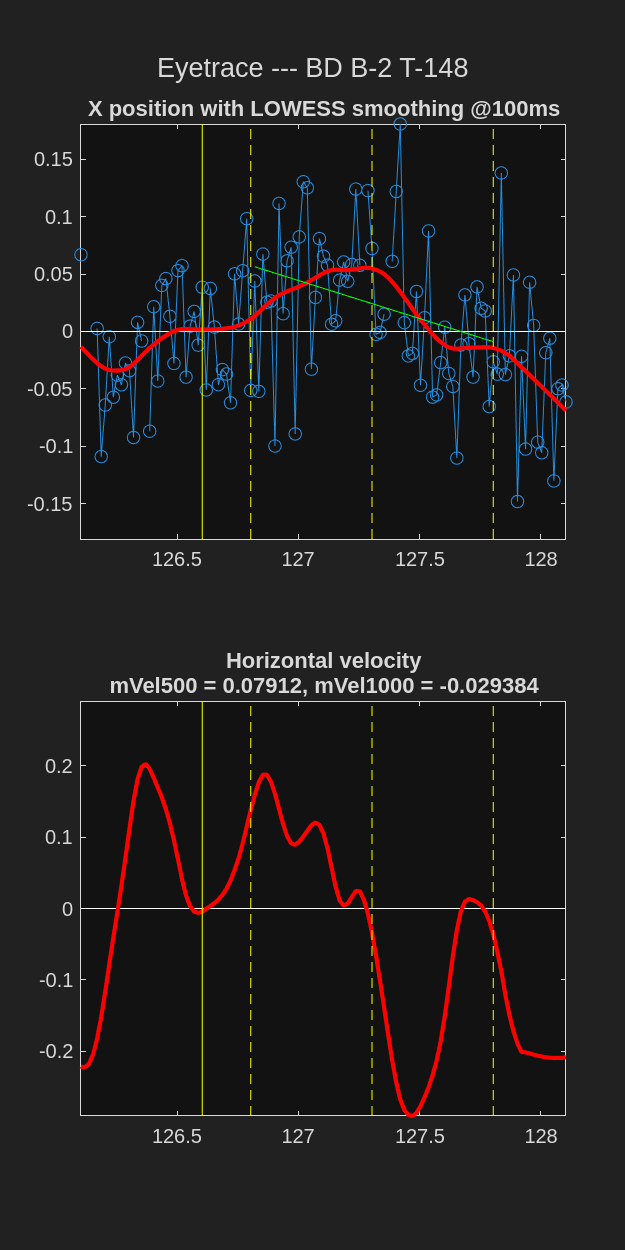 Eyetrace --- BD B-2 T-148
X position with LOWESS smoothing @100ms
0.15
0.1
0.05
0
-0.05
-0.1
-0.15
126.5 127 127.5 128
Horizontal velocity
mVel500 = 0.07912, mVel1000 = -0.029384
0.2
0.1
0
-0.1
-0.2
126.5 127 127.5 128